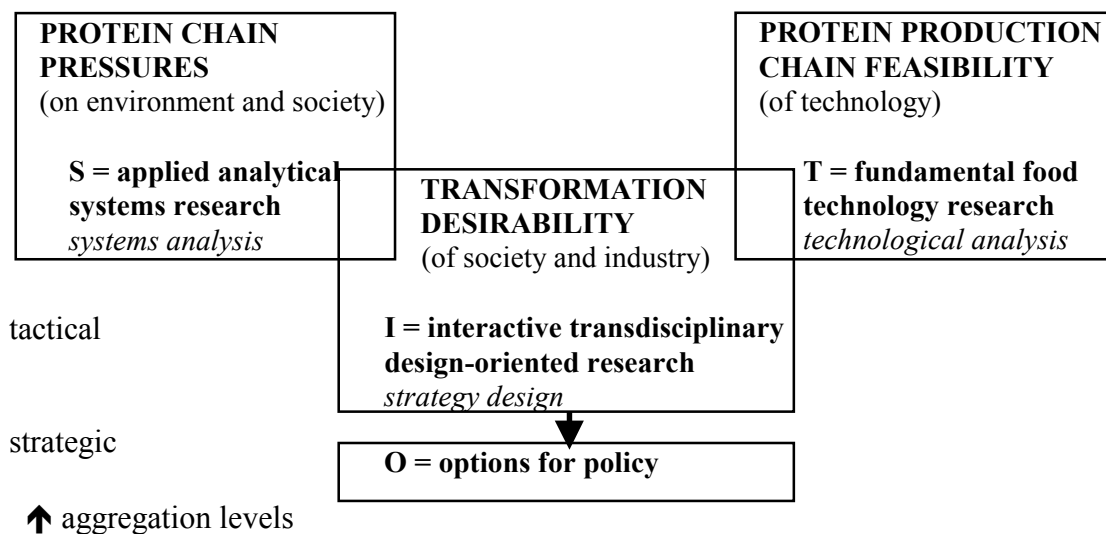 PROTEIN CHAIN
PRESSURES
(on environment and society)
S = applied analytical
systems research
systems analysis
PROTEIN PRODUCTION
CHAIN FEASIBILITY
(of technology)
T = fundamental food
technology research
technological analysis
TRANSFORMATION
DESIRABILITY
(of society and industry)
I = interactive transdisciplinary
design-oriented research
strategy design
tactical
strategic
O = options for policy
aggregation levels